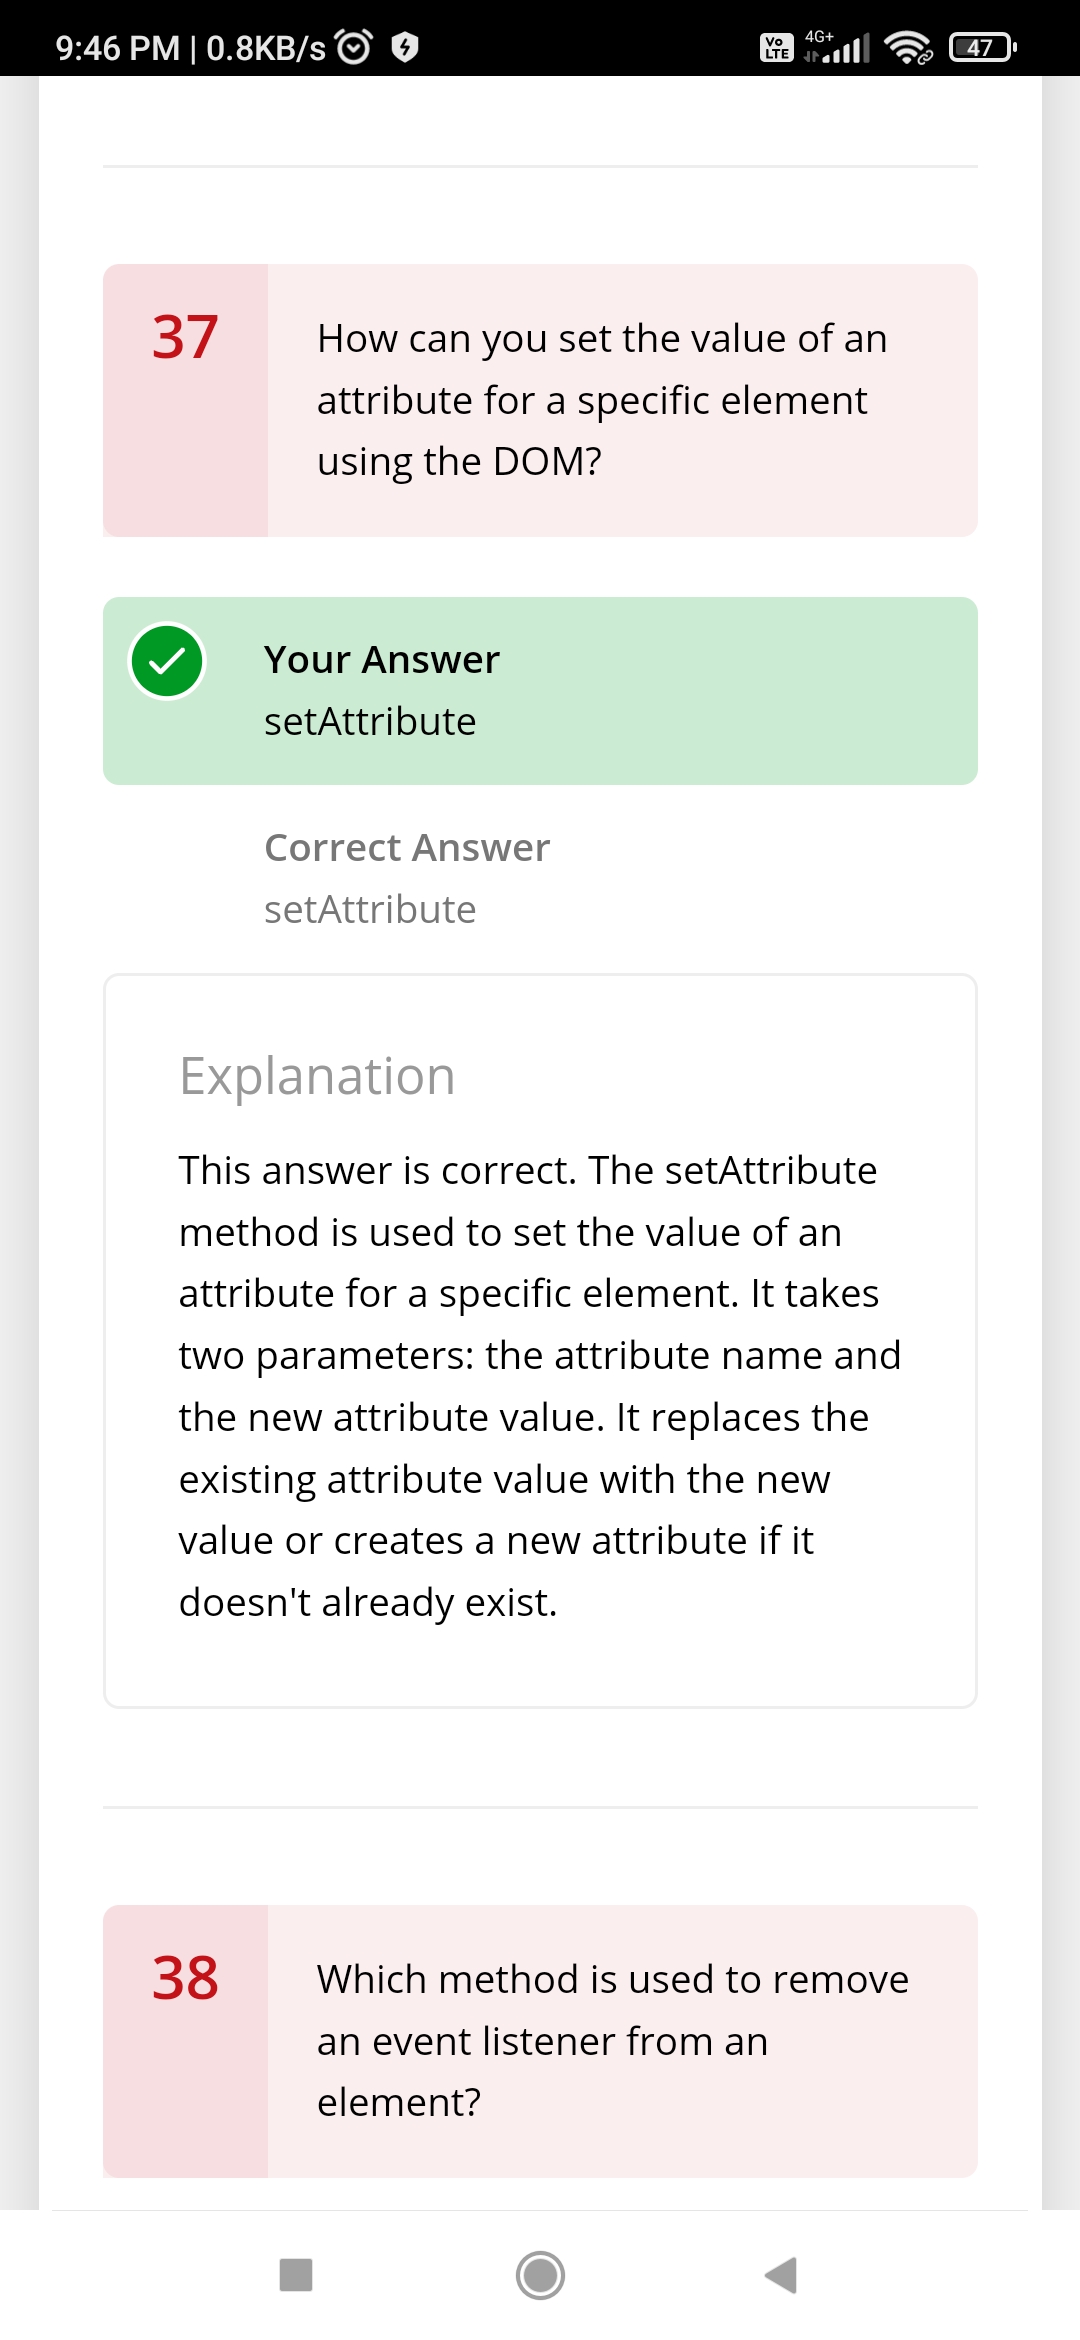 9:46 PM | 0.8KB/s
Vo LTE 4G+ 47
37
How can you set the value of an
attribute for a specific element
using the DOM?
Your Answer
setAttribute
Correct Answer
setAttribute
Explanation
This answer is correct. The setAttribute
method is used to set the value of an
attribute for a specific element. It takes
two parameters: the attribute name and
the new attribute value. It replaces the
existing attribute value with the new
value or creates a new attribute if it
doesn't already exist.
38
Which method is used to remove
an event listener from an
element?